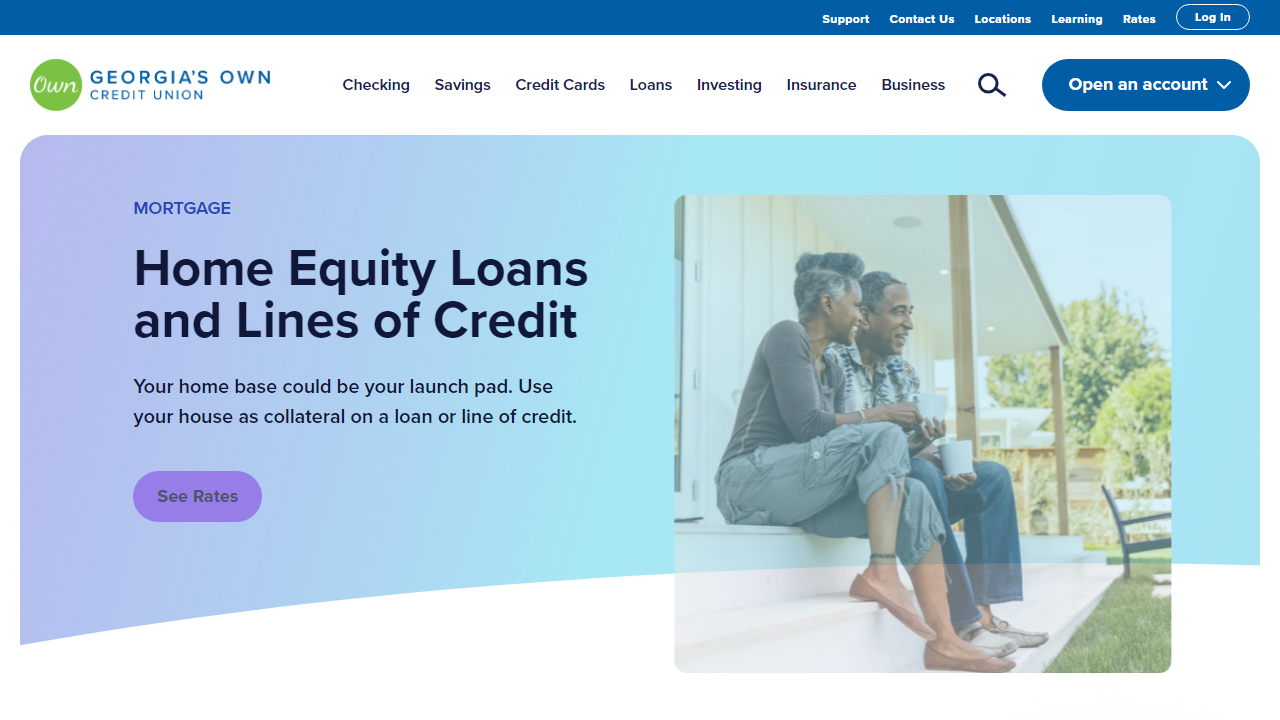 Support Contact Us Locations Learning Rates Log In
Own GEORGIA'S OWN
CREDIT UNION
Checking Savings Credit Cards Loans Investing Insurance Business Open an account
MORTGAGE
Home Equity Loans
and Lines of Credit
Your home base could be your launch pad. Use
your house as collateral on a loan or line of credit.
See Rates